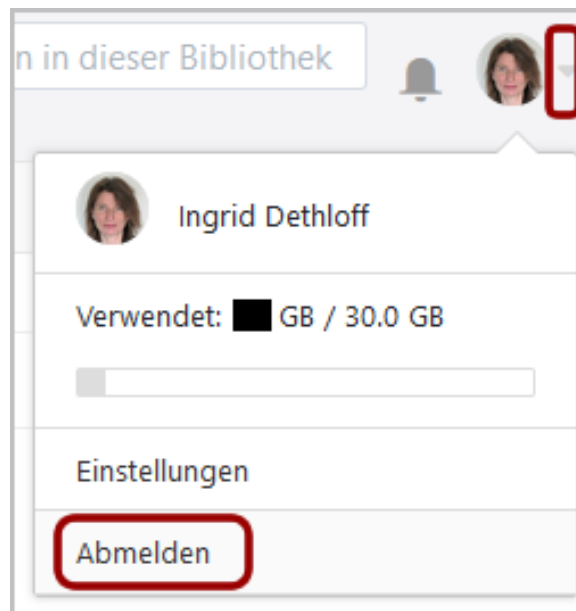 n in dieser Bibliothek
Ingrid Dethloff
Verwendet: GB / 30.0 GB
Einstellungen
Abmelden